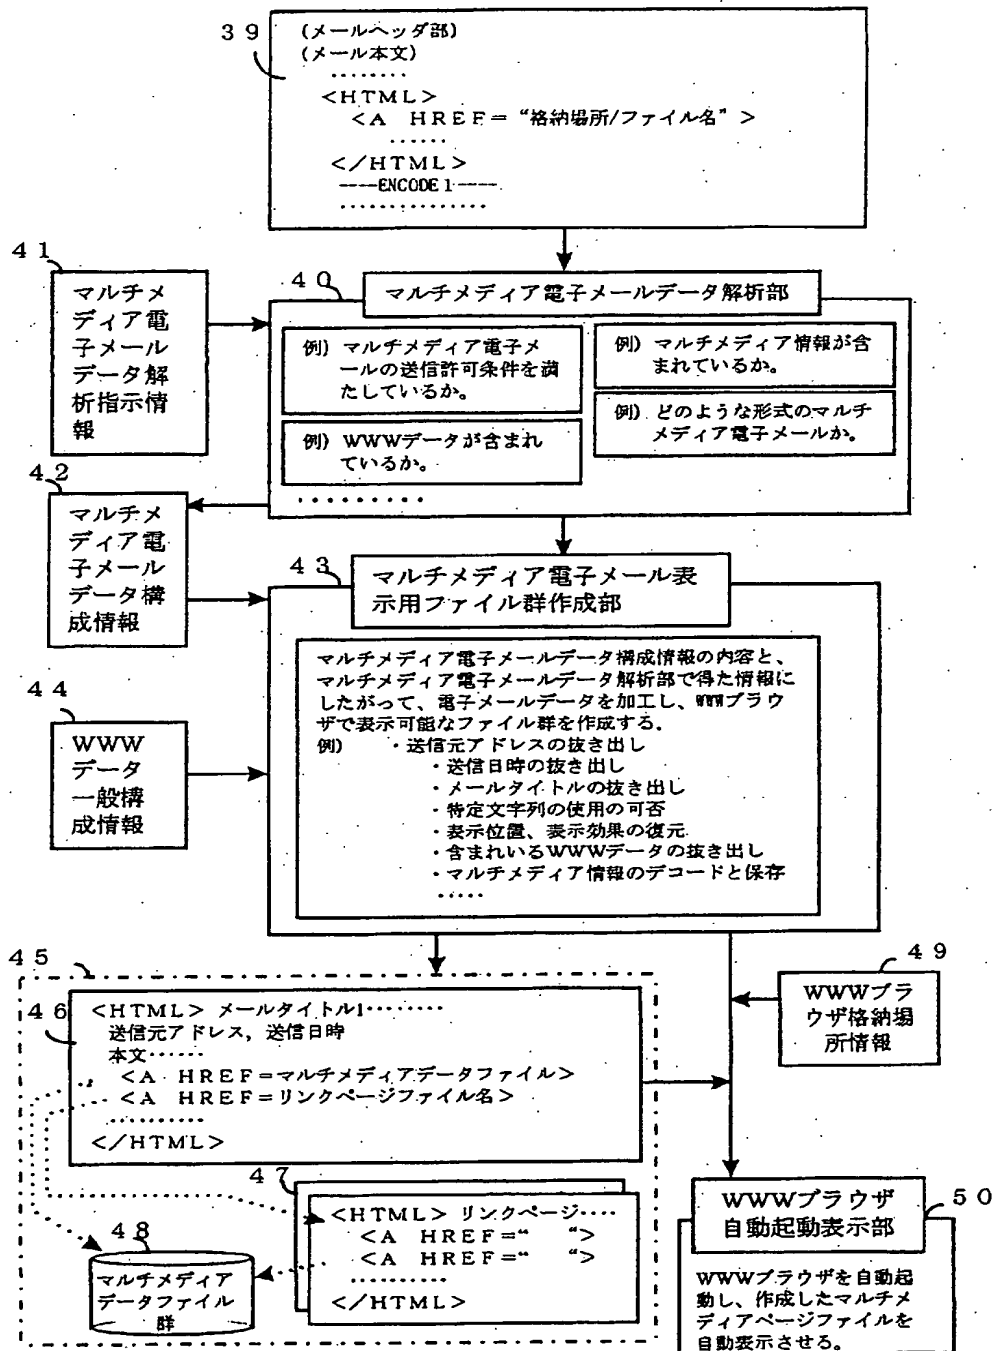 39
(メールヘッダ部)
(メール本文)
........
<HTML>
<A HREF=“格納場所/ファイル名”>
......
</HTML>
----ENCODE1----
...............
41
マルチメ
ディア電
子メール
データ解
析指示情
報
40
マルチメディア電子メールデータ解析部
例) マルチメディア電子メ
ールの送信許可条件を満
たしているか。
例) マルチメディア情報が含
まれているか。
例) WWWデータが含まれ
ているか。
例) どのような形式のマルチ
メディア電子メールか。
.........
42
マルチメ
ディア電
子メール
データ構
成情報
43
マルチメディア電子メール表
示用ファイル群作成部
マルチメディア電子メールデータ構成情報の内容と、
マルチメディア電子メールデータ解析部で得た情報に
したがって、電子メールデータを加工し、WWWブラウ
ザで表示可能なファイル群を作成する。
例) ・送信元アドレスの抜き出し
・送信日時の抜き出し
・メールタイトルの抜き出し
・特定文字列の使用の可否
・表示位置、表示効果の復元
・含まれいるWWWデータの抜き出し
・マルチメディア情報のデコードと保存
.....
44
WWW
データ
一般構
成情報
45
46
<HTML> メールタイトル1........
送信元アドレス, 送信日時
本文......
<A HREF=マルチメディアデータファイル>
<A HREF=リンクページファイル名>
..........
</HTML>
49
WWWブラ
ウザ格納場
所情報
47
<HTML> リンクページ....
<A HREF=“ “>
<A HREF=“ “>
..........
</HTML>
48
マルチメディア
データファイル
群
50
WWWブラウザ
自動起動表示部
WWWブラウザを自動起
動し、作成したマルチメ
ディアページファイルを
自動表示させる。